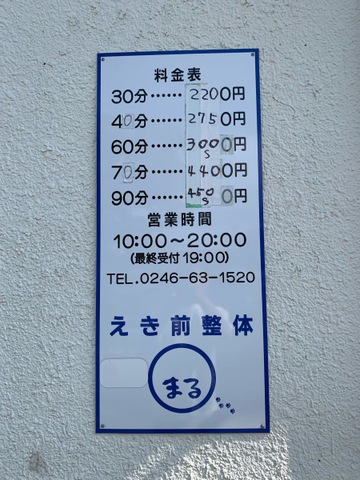 料金表
30分……2200円
40分……2750円
60分……3000円
70分……4400円
90分……4500円
営業時間
10:00〜20:00
(最終受付19:00)
TEL.0246-63-1520
えき前整体
まる